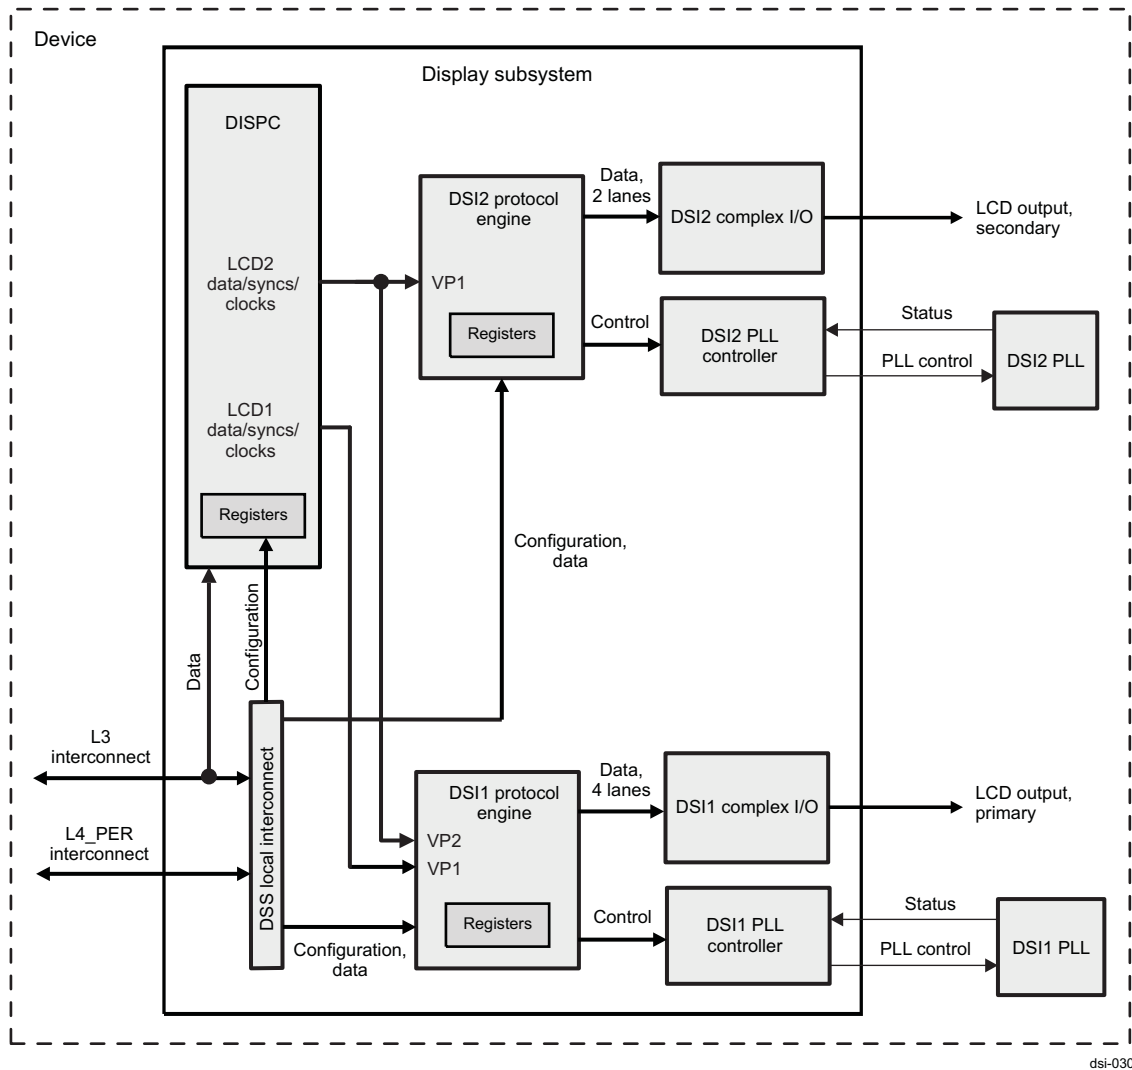 Device
Display subsystem
DISPC
LCD2
data/syncs/
clocks
LCD1
data/syncs/
clocks
Registers
DSI2 protocol
engine
VP1
Registers
Data,
2 lanes
DSI2 complex I/O
LCD output,
secondary
Control
DSI2 PLL
controller
Status
PLL control
DSI2 PLL
Configuration,
data
Data
Configuration
L3
interconnect
L4_PER
interconnect
DSS local interconnect
DSI1 protocol
engine
VP2
VP1
Registers
Configuration,
data
Data,
4 lanes
DSI1 complex I/O
LCD output,
primary
Control
DSI1 PLL
controller
Status
PLL control
DSI1 PLL
dsi-030